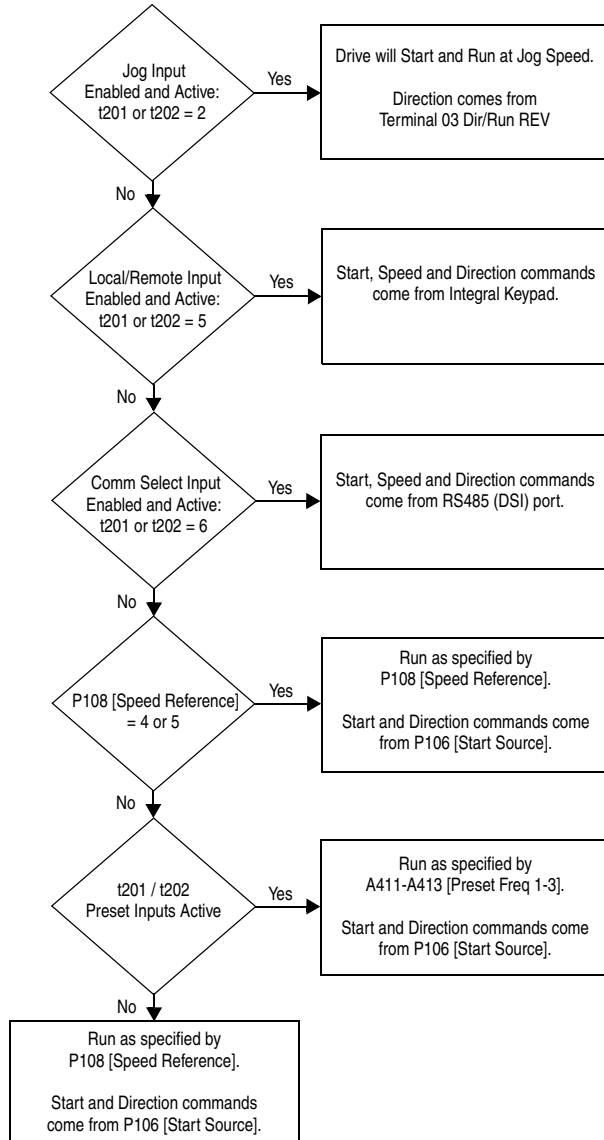 Jog Input
Enabled and Active:
t201 or t202 = 2
Yes
Drive will Start and Run at Jog Speed.
Direction comes from
Terminal 03 Dir/Run REV
No
Local/Remote Input
Enabled and Active:
t201 or t202 = 5
Yes
Start, Speed and Direction commands
come from Integral Keypad.
No
Comm Select Input
Enabled and Active:
t201 or t202 = 6
Yes
Start, Speed and Direction commands
come from RS485 (DSI) port.
No
P108 [Speed Reference]
= 4 or 5
Yes
Run as specified by
P108 [Speed Reference].
Start and Direction commands come
from P106 [Start Source].
No
t201 / t202
Preset Inputs Active
Yes
Run as specified by
A411-A413 [Preset Freq 1-3].
Start and Direction commands come
from P106 [Start Source].
No
Run as specified by
P108 [Speed Reference].
Start and Direction commands
come from P106 [Start Source].